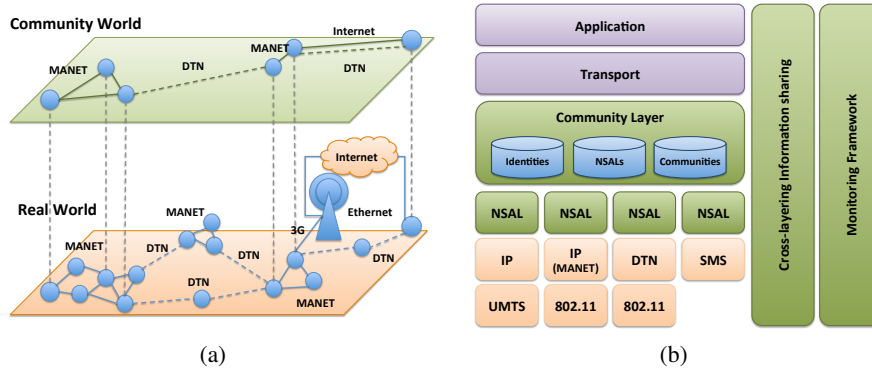 Community World
Internet
MANET
MANET
DTN
DTN
Internet
Real World
Ethernet
MANET
3G
MANET
DTN
DTN
DTN
DTN
MANET
(a)
Application
Transport
Community Layer
Identities
NSALs
Communities
NSAL
NSAL
NSAL
NSAL
IP
IP
(MANET)
DTN
SMS
UMTS
802.11
802.11
Cross-layering Information sharing
Monitoring Framework
(b)